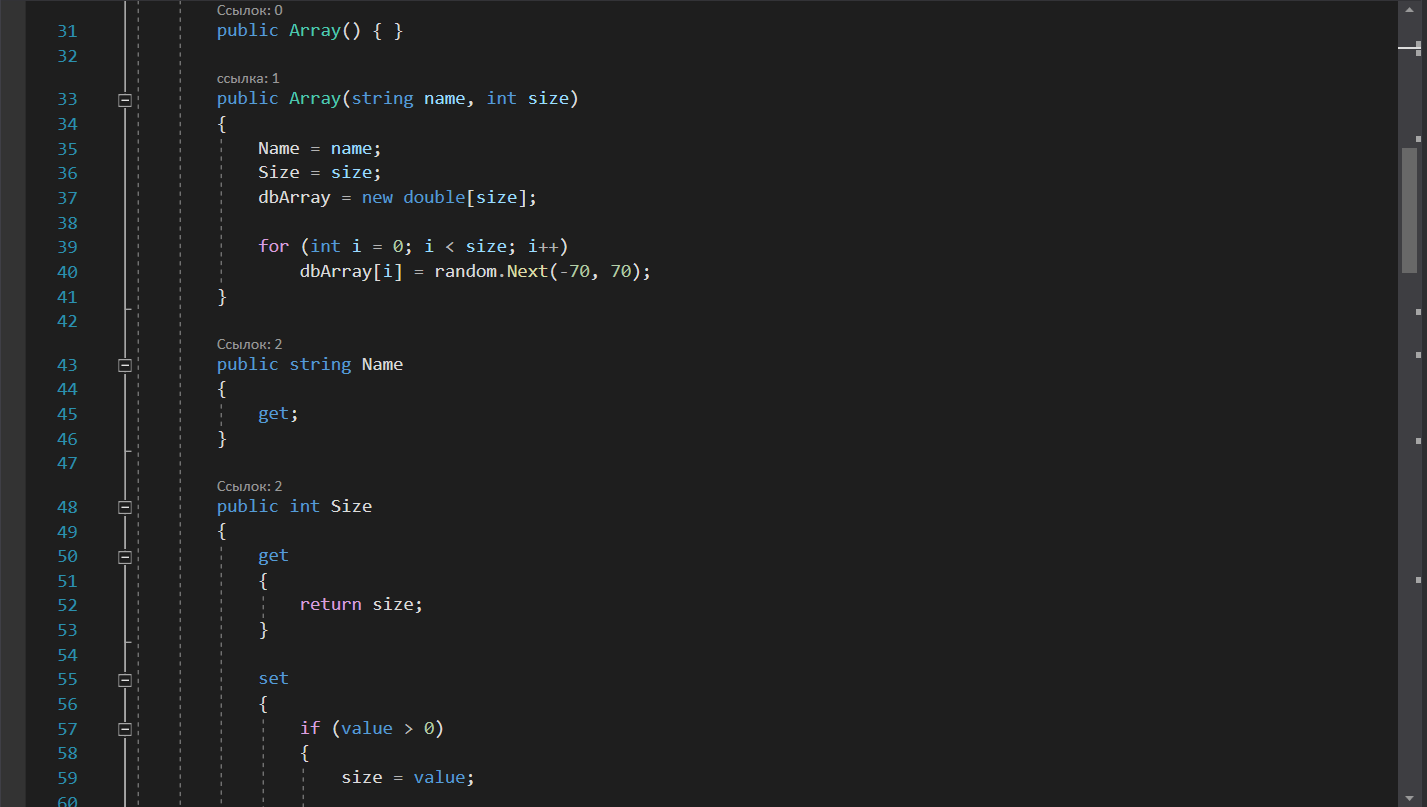 Ссылок: 0
31 public Array() { }
32
ссылка: 1
33 public Array(string name, int size)
34 {
35 Name = name;
36 Size = size;
37 dbArray = new double[size];
38
39 for (int i = 0; i < size; i++)
40 dbArray[i] = random.Next(-70, 70);
41 }
42
Ссылок: 2
43 public string Name
44 {
45 get;
46 }
47
Ссылок: 2
48 public int Size
49 {
50 get
51 {
52 return size;
53 }
54
55 set
56 {
57 if (value > 0)
58 {
59 size = value;
60